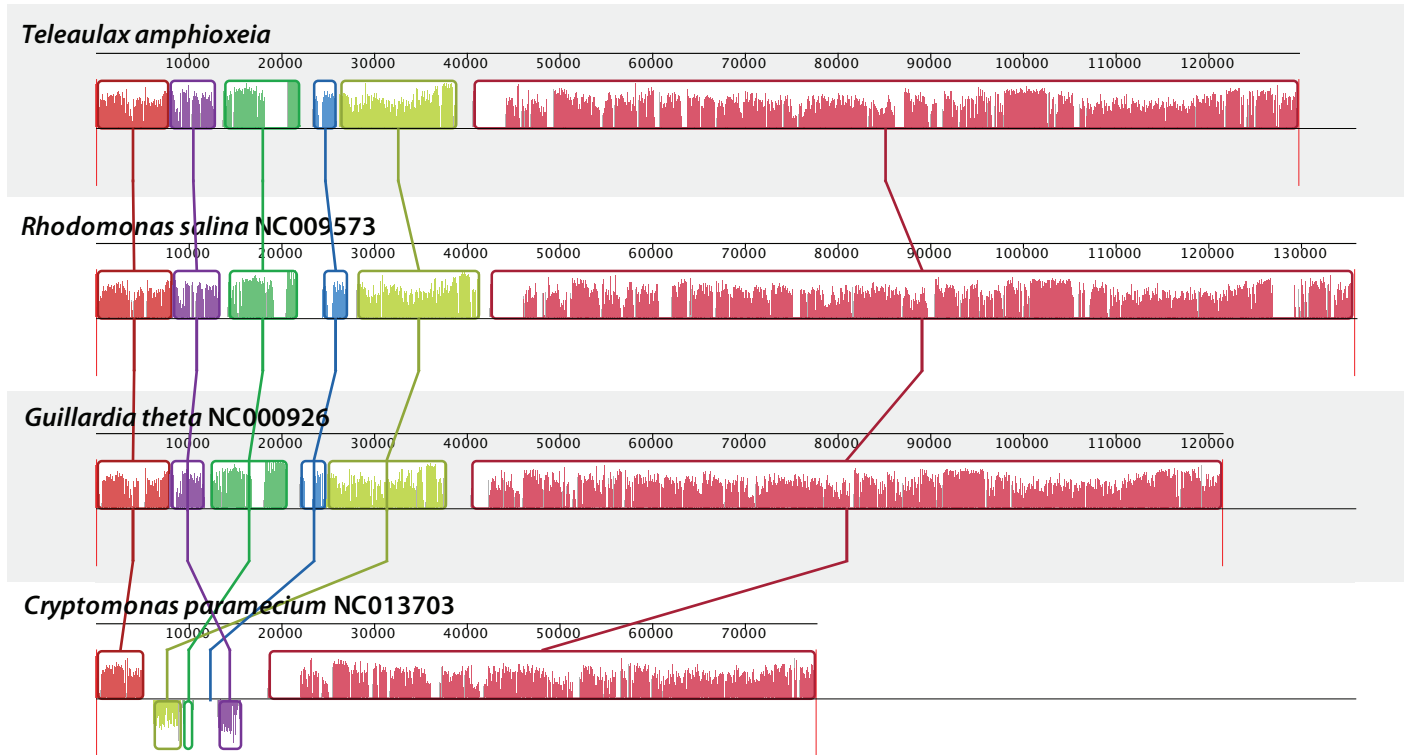 Teleaulax amphioxeia
10000 20000 30000 40000 50000 60000 70000 80000 90000 100000 110000 120000
Rhodomonas salina NC009573
10000 20000 30000 40000 50000 60000 70000 80000 90000 100000 110000 120000 130000
Guillardia theta NC000926
10000 20000 30000 40000 50000 60000 70000 80000 90000 100000 110000 120000
Cryptomonas paramecium NC013703
10000 20000 30000 40000 50000 60000 70000